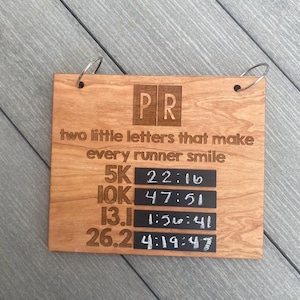 PR
two little letters that make
every runner smile
5K 22:16
10K 47:51
13.1 1:56:41
26.2 4:19:47